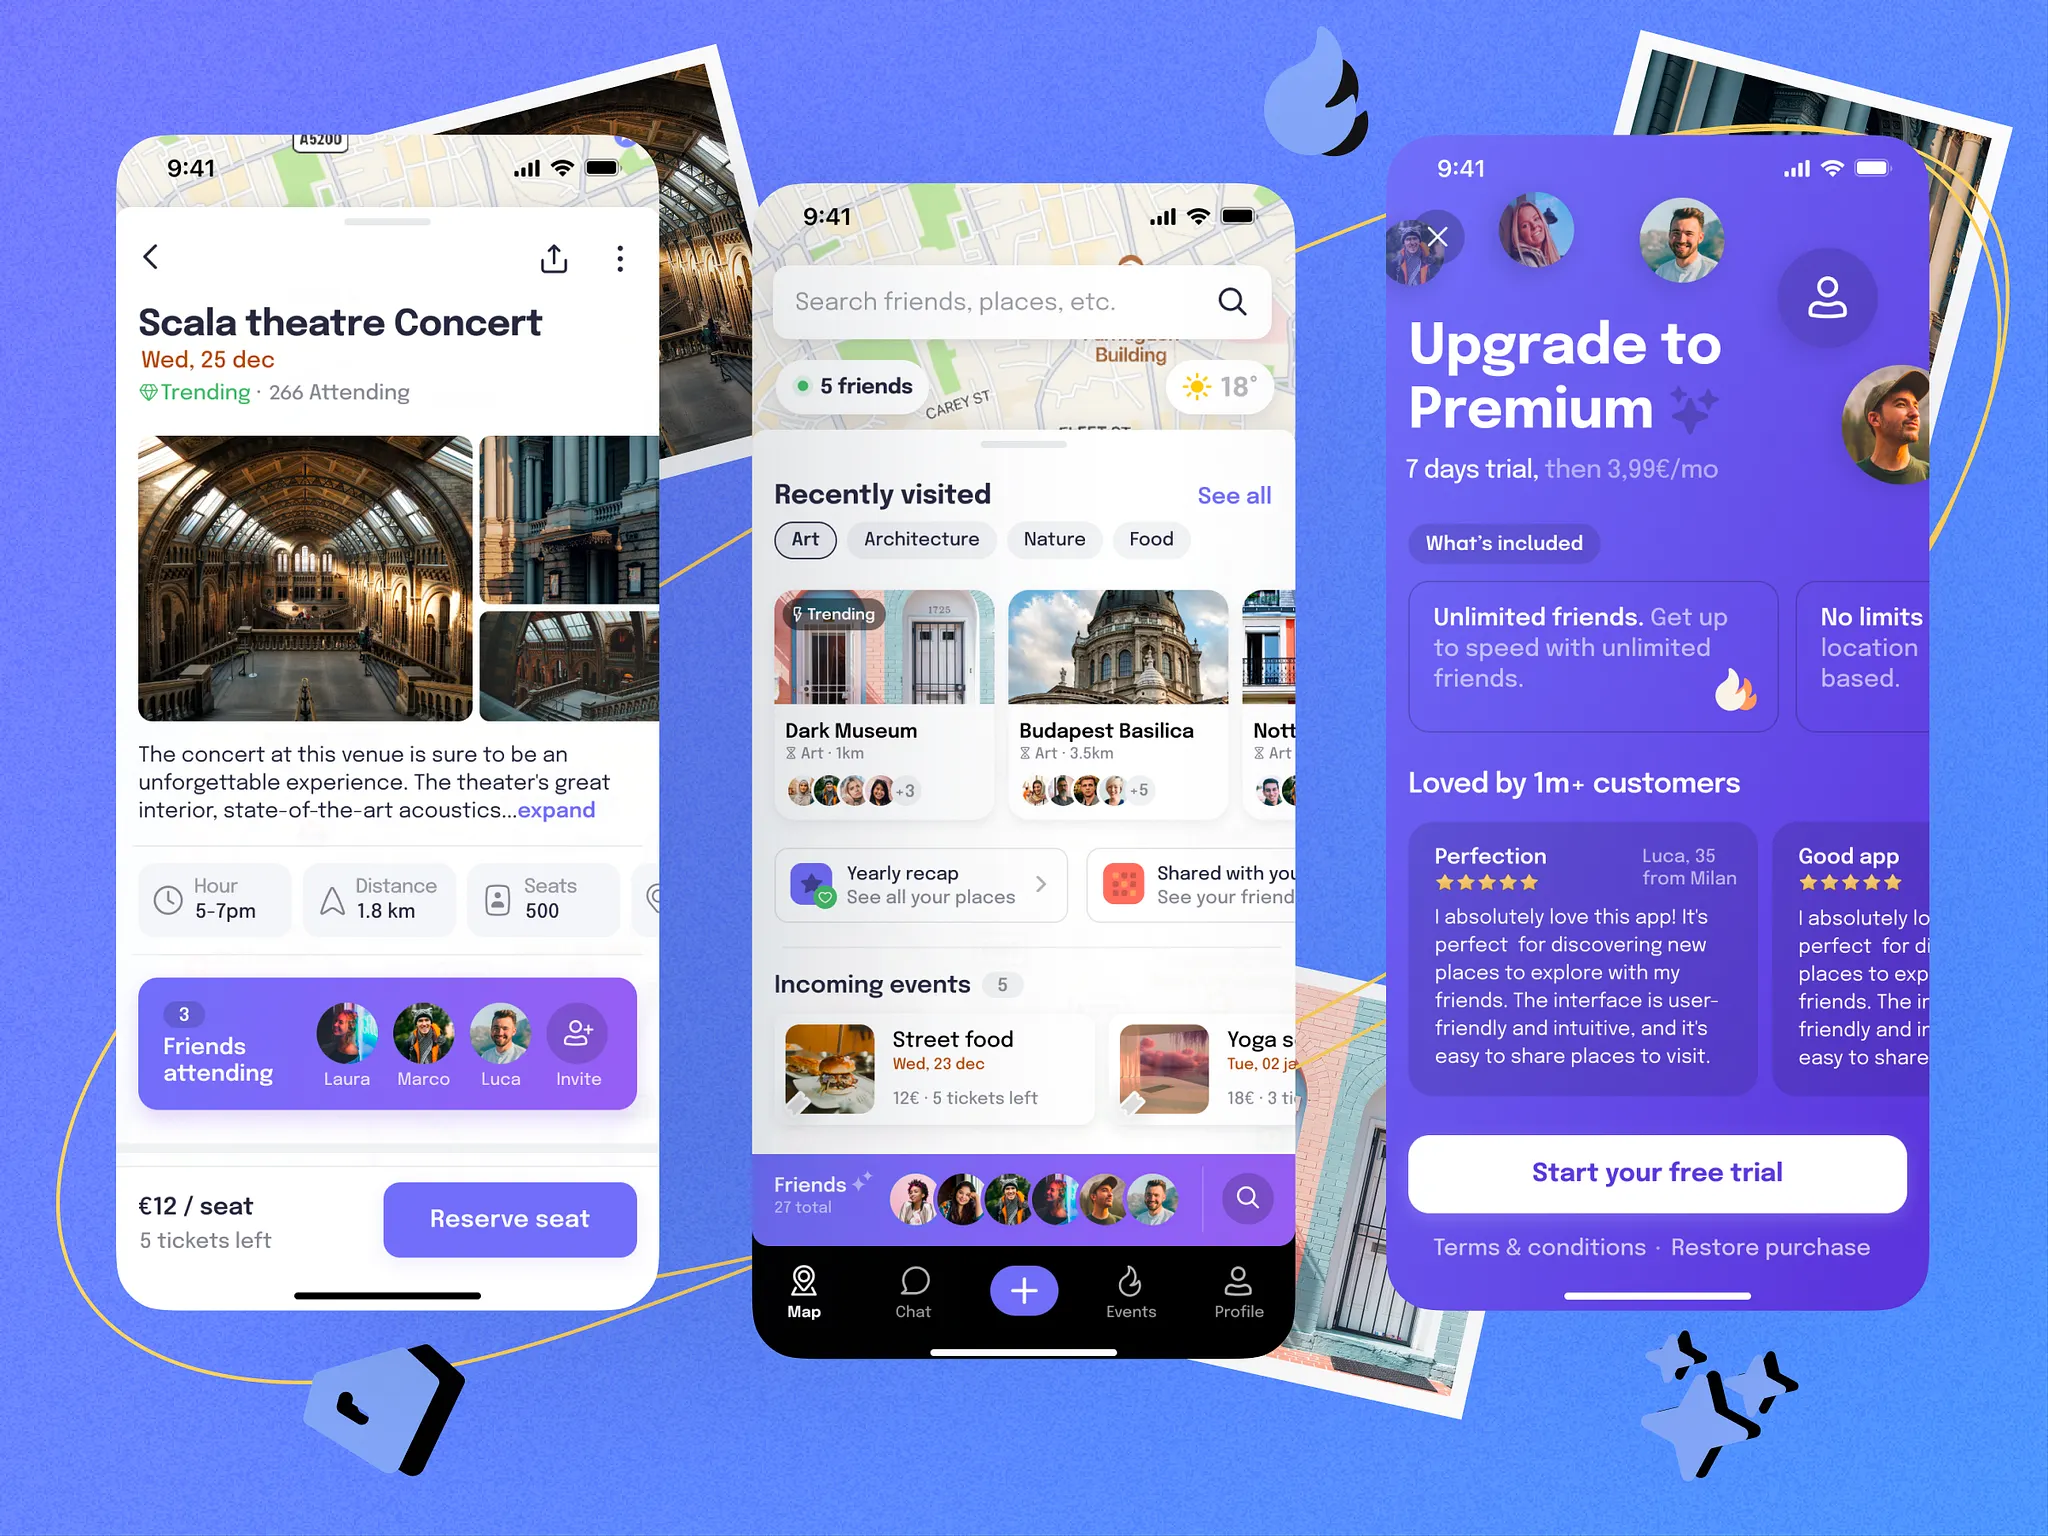 A5200
9:41
Scala theatre Concert
Wed, 25 dec
Trending · 266 Attending
The concert at this venue is sure to be an
unforgettable experience. The theater's great
interior, state-of-the-art acoustics...expand
Hour
5-7pm
Distance
1.8 km
Seats
500
3
Friends
attending
Laura
Marco
Luca
Invite
€12 / seat
5 tickets left
Reserve seat
9:41
Search friends, places, etc.
Building
5 friends
18°
CAREY ST
FLEET ST
Recently visited
See all
Art
Architecture
Nature
Food
Trending
1725
Dark Museum
Art · 1km
+3
Budapest Basilica
Art · 3.5km
+5
Nott
Art
Yearly recap
See all your places
Shared with you
See your friend
Incoming events 5
Street food
Wed, 23 dec
12€ · 5 tickets left
Yoga s
Tue, 02 ja
18€ · 3 ti
Friends
27 total
Map
Chat
Events
Profile
9:41
Upgrade to
Premium
7 days trial, then 3,99€/mo
What's included
Unlimited friends. Get up
to speed with unlimited
friends.
No limits
location
based.
Loved by 1m+ customers
Perfection
Luca, 35
from Milan
I absolutely love this app! It's
perfect for discovering new
places to explore with my
friends. The interface is user-
friendly and intuitive, and it's
easy to share places to visit.
Good app
I absolutely lo
perfect for di
places to exp
friends. The in
friendly and in
easy to share
Start your free trial
Terms & conditions · Restore purchase